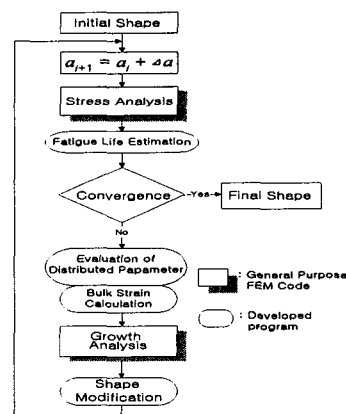 Initial Shape
a_{i+1} = a_i + Δa
Stress Analysis
Fatigue Life Estimation
Convergence
Yes
Final Shape
No
Evaluation of
Distributed Papameter
Bulk Strain
Calculation
: General Purpose
FEM Code
Growth
Analysis
: Developed
program
Shape
Modification